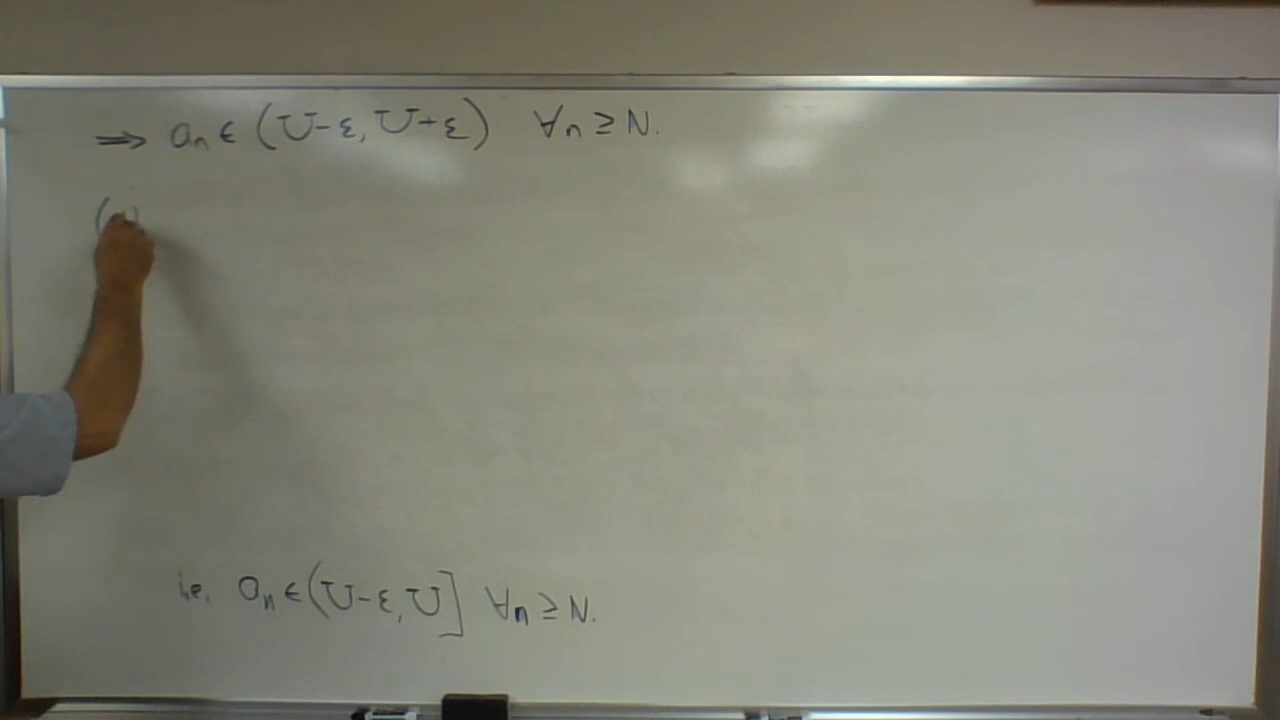 ⇒ aₙ ∈ (U-ε, U+ε) ∀n ≥ N.
(
i.e. aₙ ∈ (U-ε, U] ∀n ≥ N.